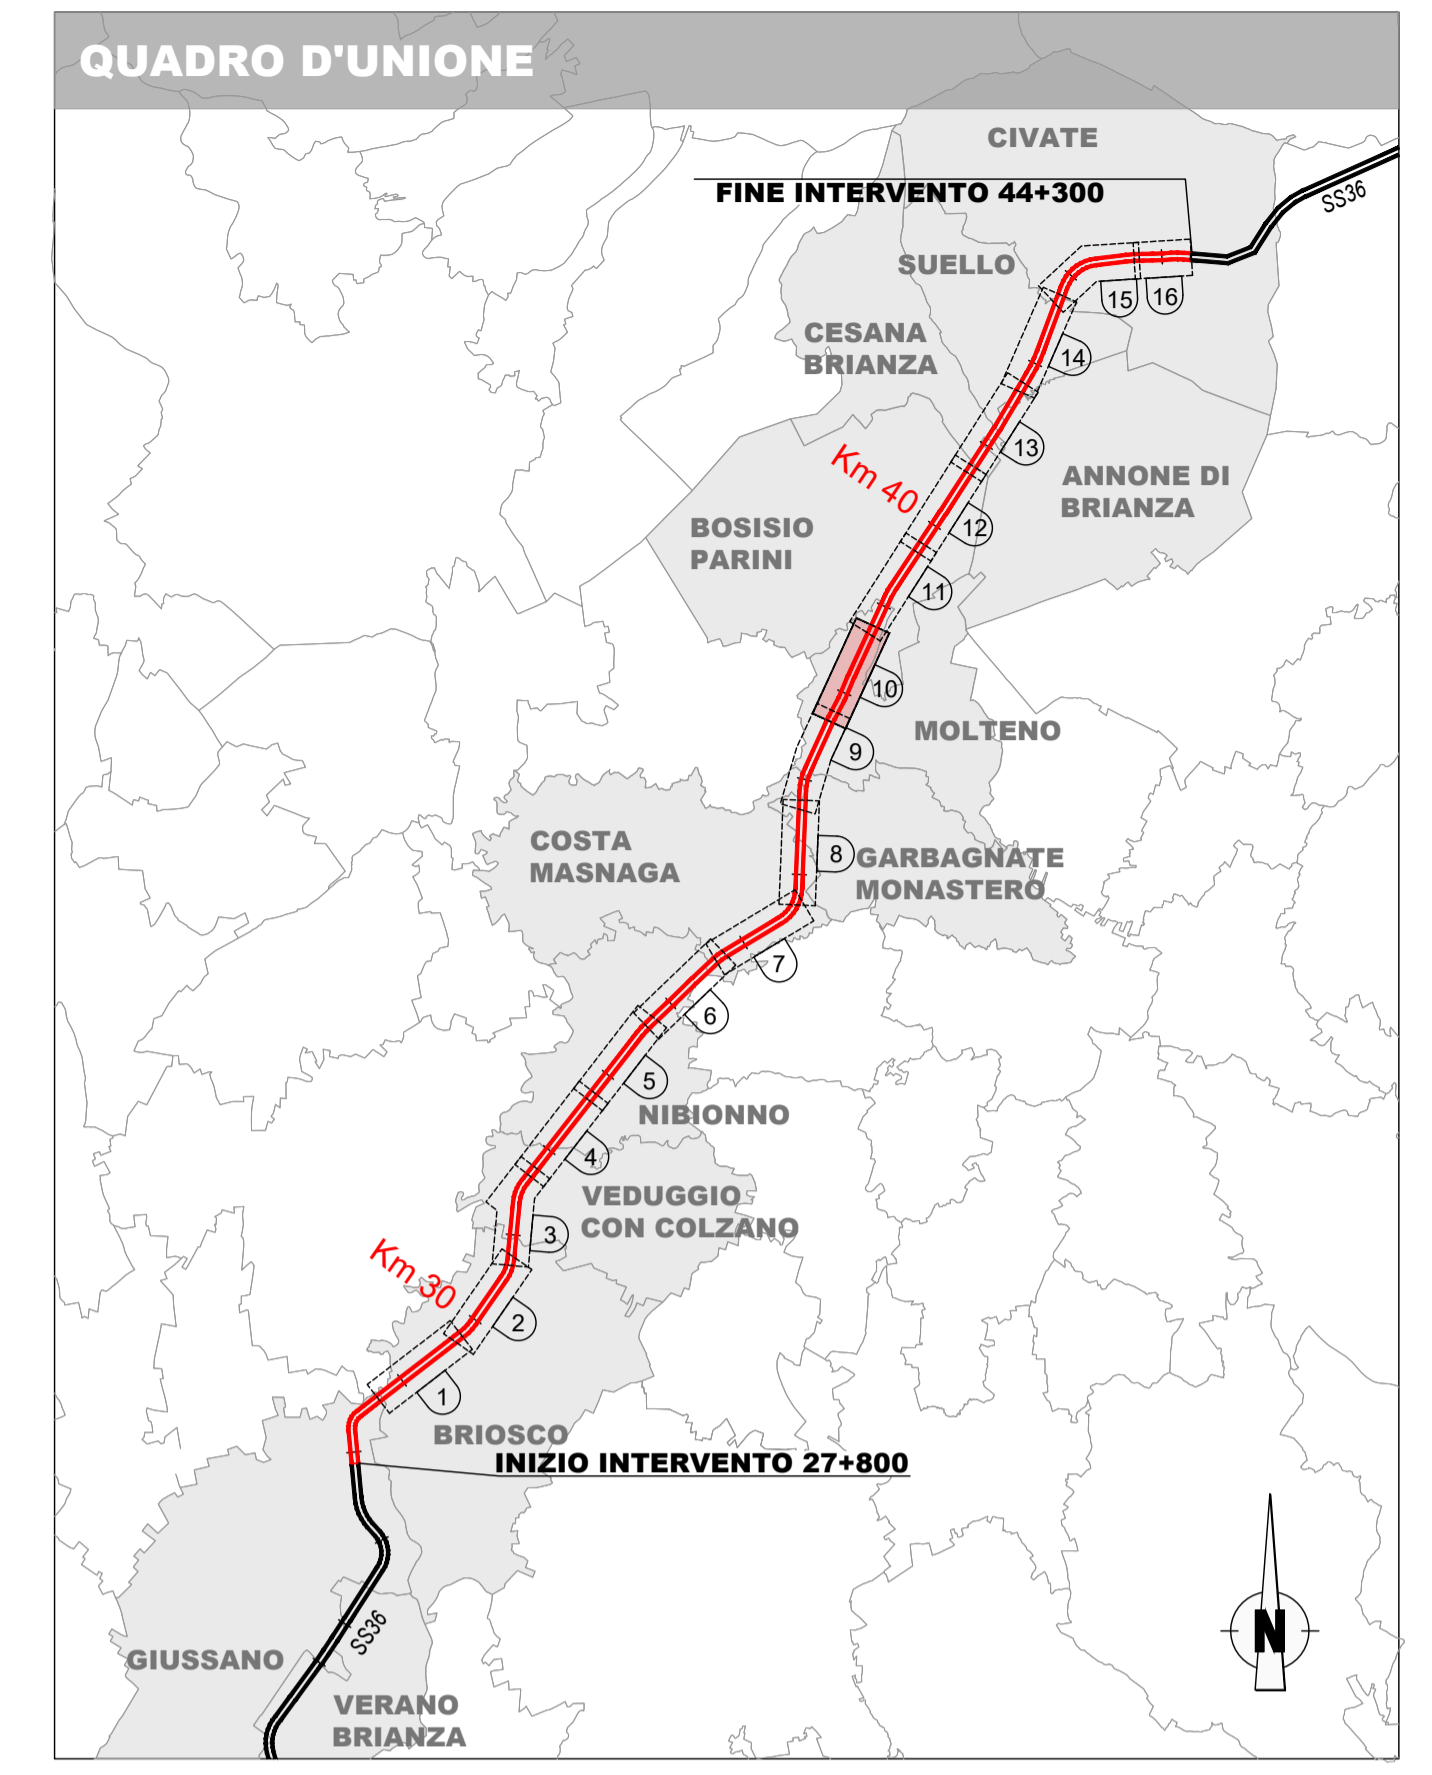 QUADRO D'UNIONE
CIVATE
FINE INTERVENTO 44+300
SS36
SUELLO
15
16
CESANA
BRIANZA
14
13
Km 40
ANNONE DI
BRIANZA
BOSISIO
PARINI
12
11
10
MOLTENO
9
COSTA
MASNAGA
8
GARBAGNATE
MONASTERO
7
6
5
NIBIONNO
4
VEDUGGIO
CON COLZANO
3
Km 30
2
1
BRIOSCO
INIZIO INTERVENTO 27+800
SS36
GIUSSANO
VERANO
BRIANZA
N